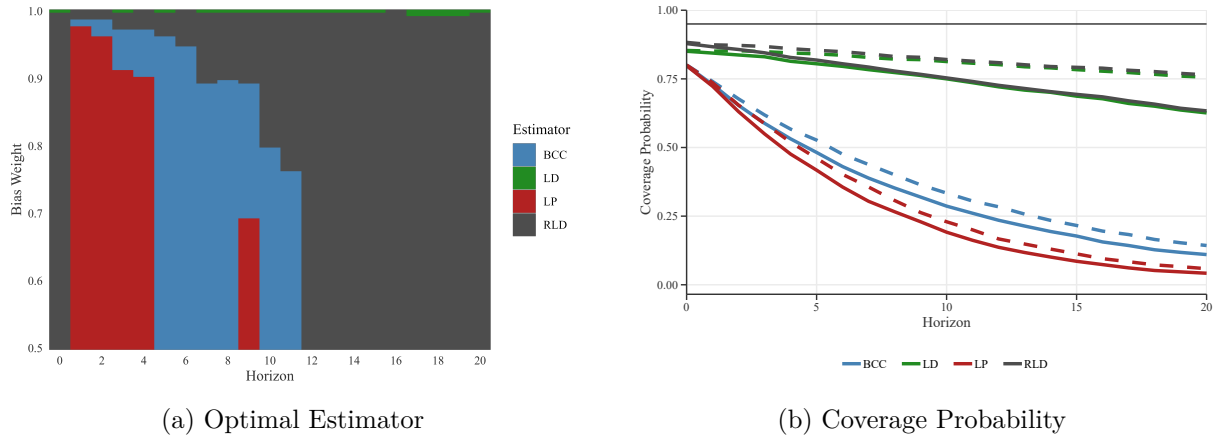 1.0
0.9
0.8
0.7
0.6
0.5
Bias Weight
0 2 4 6 8 10 12 14 16 18 20
Horizon
Estimator
BCC
LD
LP
RLD
(a) Optimal Estimator
1.00
0.75
0.50
0.25
0.00
Coverage Probability
0 5 10 15 20
Horizon
BCC LD LP RLD
(b) Coverage Probability